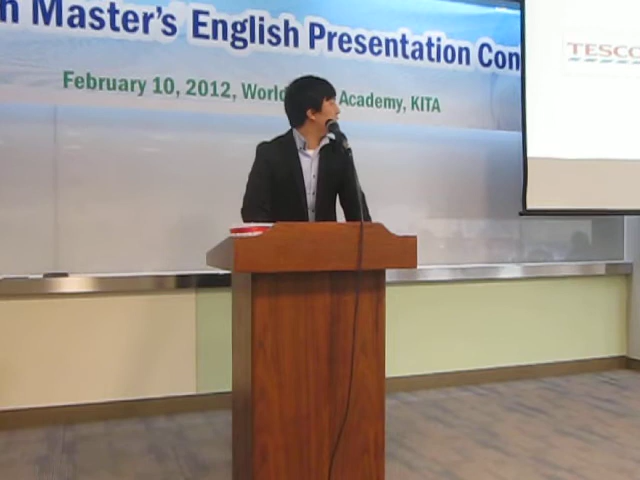 Master's English Presentation Con
February 10, 2012, World Academy, KITA
TESCO